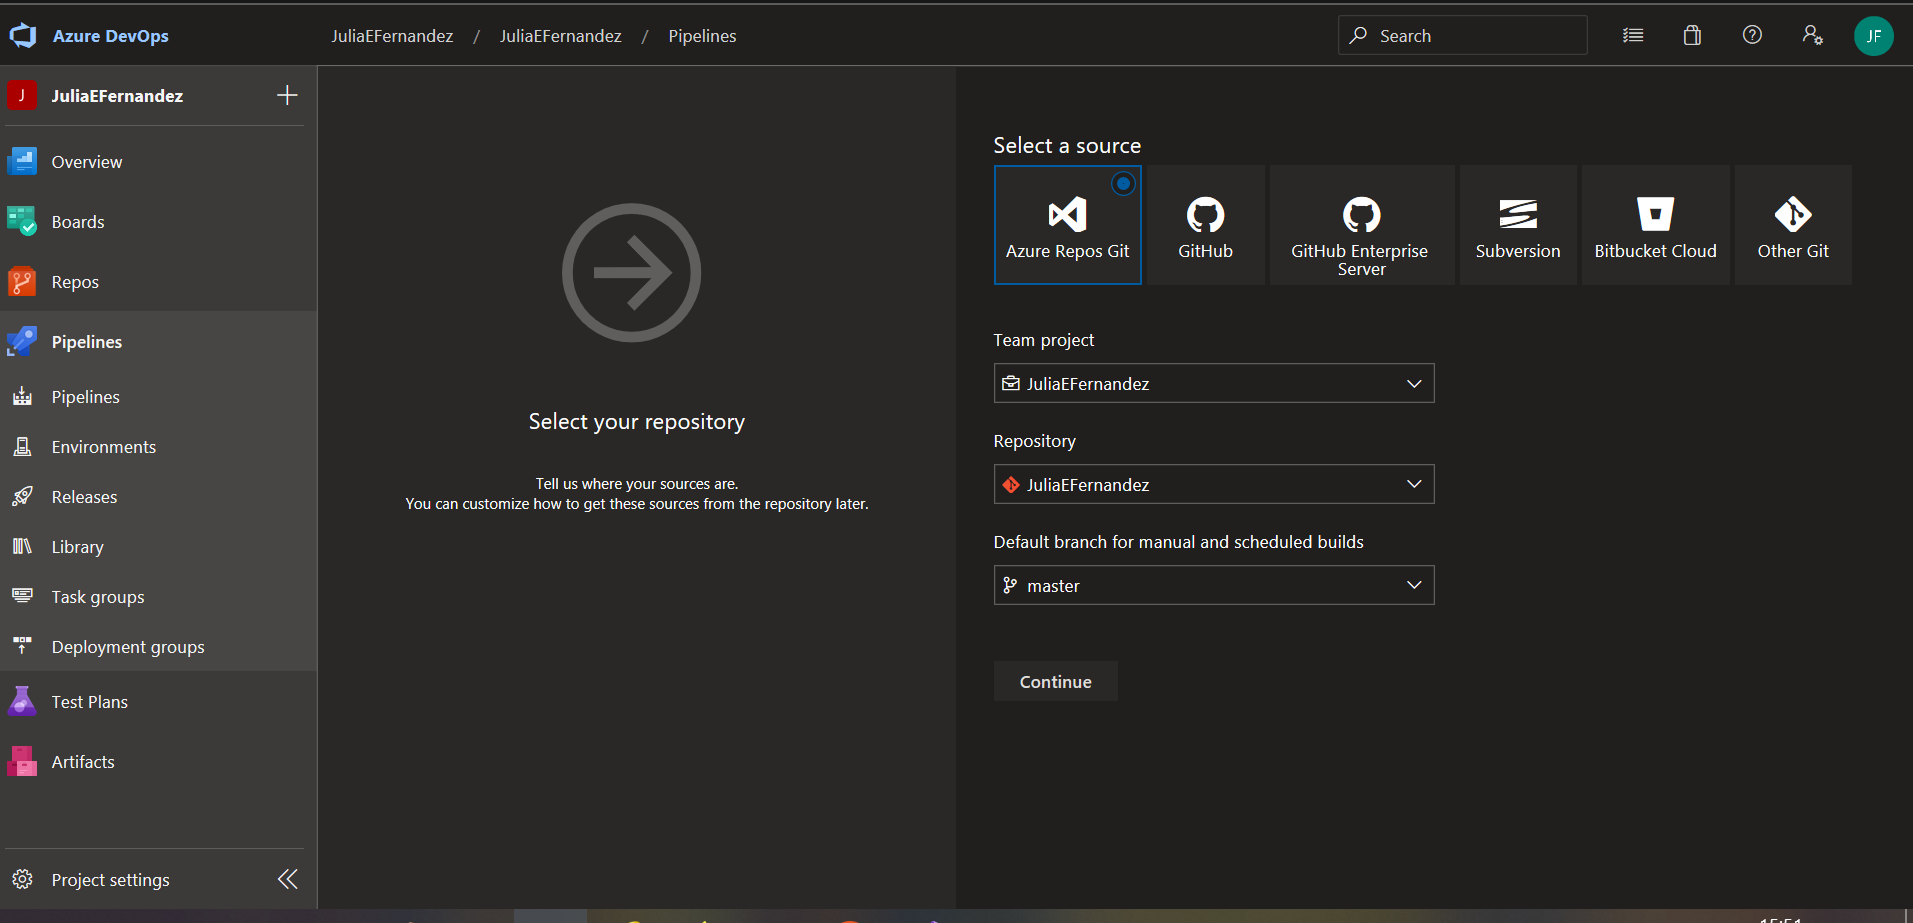 Azure DevOps
JuliaEFernandez / JuliaEFernandez / Pipelines
Search
JF
J
JuliaEFernandez
Overview
Boards
Repos
Pipelines
Pipelines
Environments
Releases
Library
Task groups
Deployment groups
Test Plans
Artifacts
Project settings
Select your repository
Tell us where your sources are.
You can customize how to get these sources from the repository later.
Select a source
Azure Repos Git
GitHub
GitHub Enterprise
Server
Subversion
Bitbucket Cloud
Other Git
Team project
JuliaEFernandez
Repository
JuliaEFernandez
Default branch for manual and scheduled builds
master
Continue